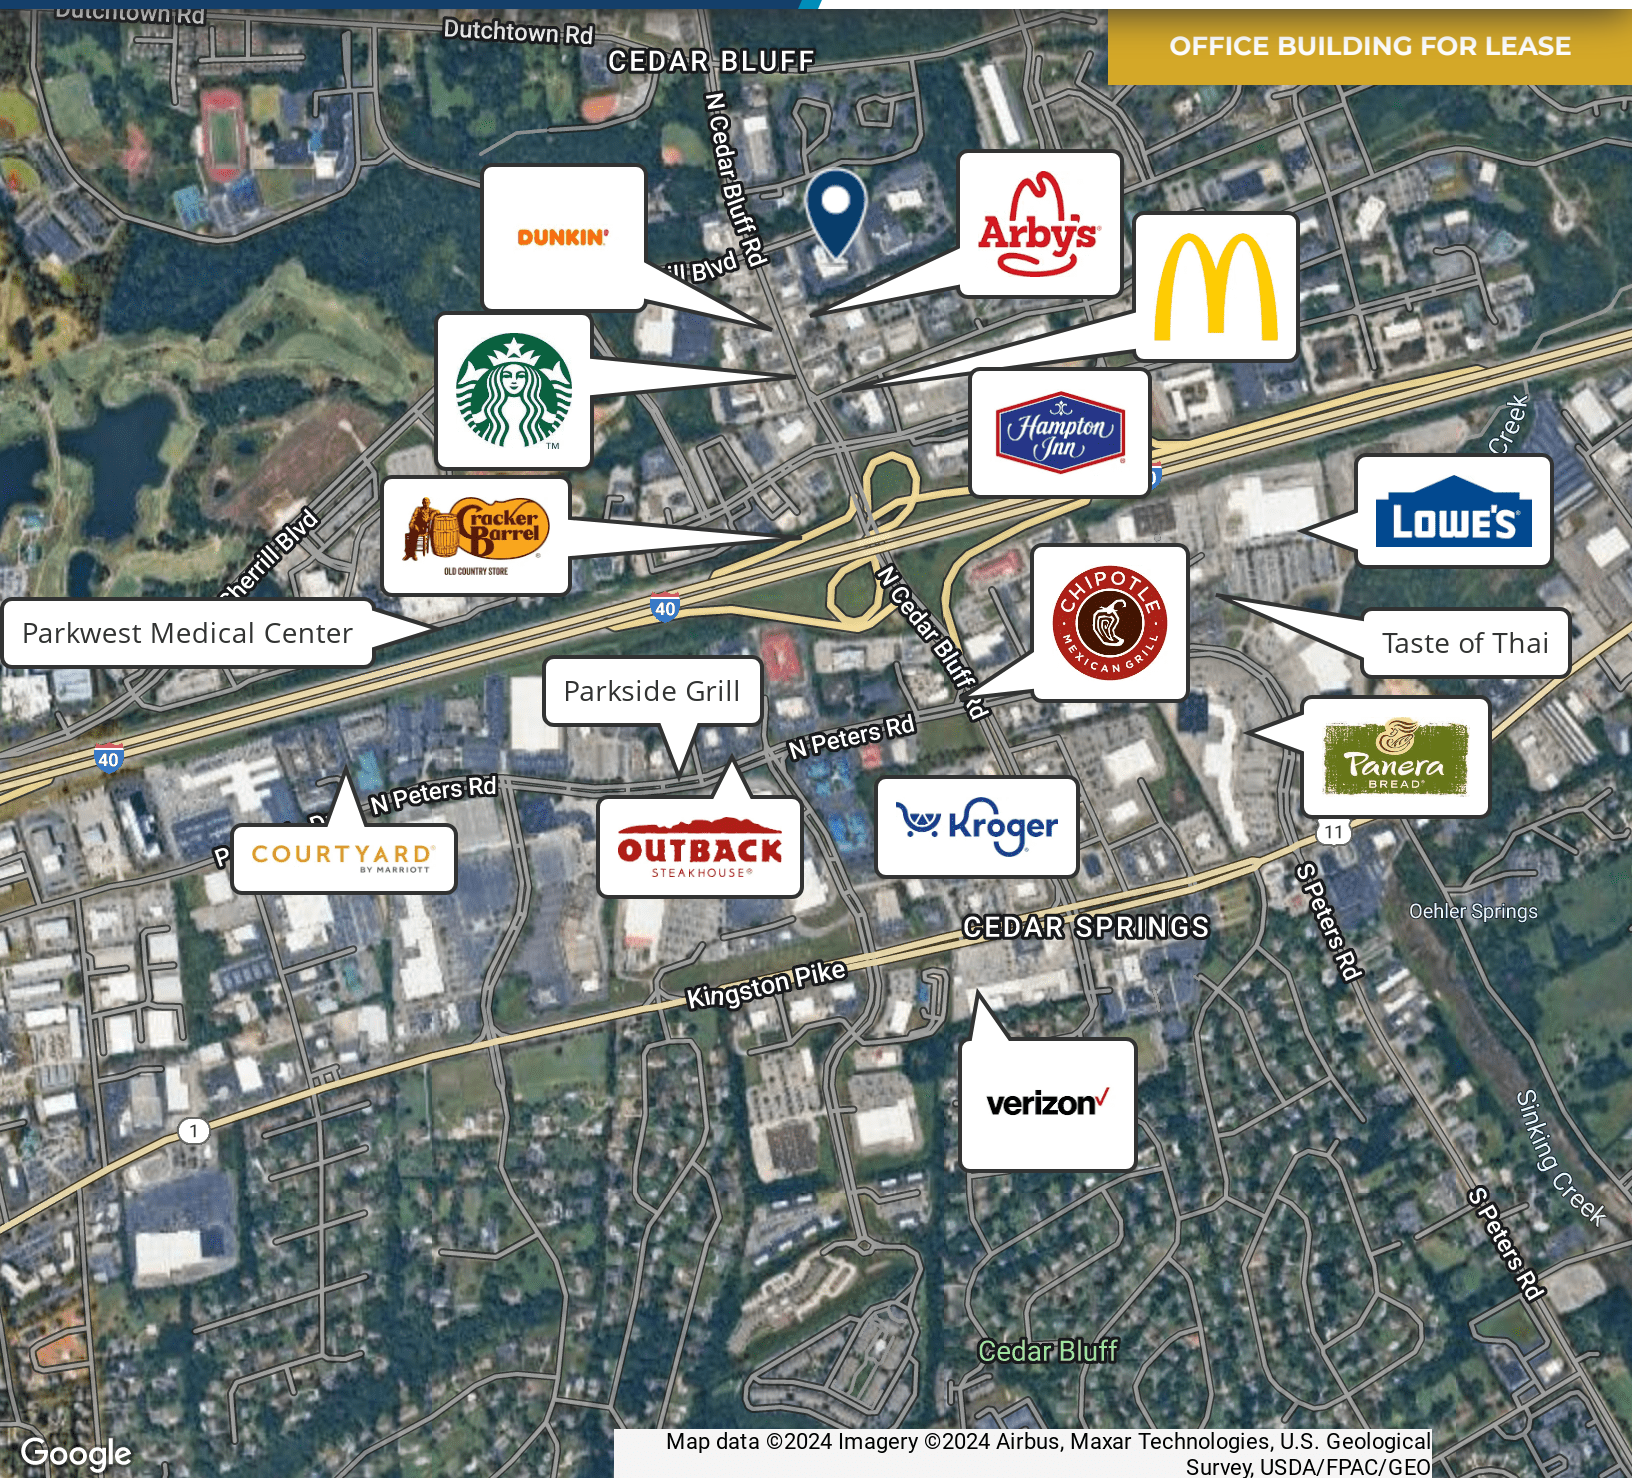 Dutchtown Rd
Dutchtown Rd
CEDAR BLUFF
OFFICE BUILDING FOR LEASE
N Cedar Bluff Rd
DUNKIN'
Arby's
ill Blvd
TM
Hampton
Inn
Creek
Cracker
Barrel
OLD COUNTRY STORE
LOWE'S
Sherrill Blvd
40
N Cedar Bluff Rd
CHIPOTLE
MEXICAN GRILL
Parkwest Medical Center
Taste of Thai
Parkside Grill
40
N Peters Rd
N Peters Rd
Panera
BREAD®
Kröger
11
COURTYARD®
BY MARRIOTT
OUTBACK
STEAKHOUSE®
S Peters Rd
Oehler Springs
CEDAR SPRINGS
Kingston Pike
1
verizon
Sinking Creek
S Peters Rd
Cedar Bluff
Google
Map data ©2024 Imagery ©2024 Airbus, Maxar Technologies, U.S. Geological
Survey, USDA/FPAC/GEO